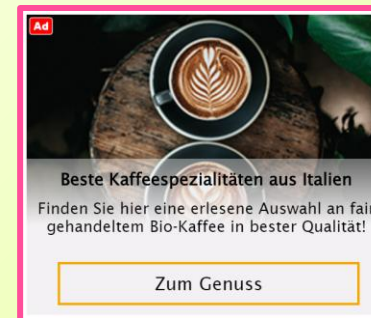 Ad
Beste Kaffeespezialitäten aus Italien
Finden Sie hier eine erlesene Auswahl an fair
gehandeltem Bio-Kaffee in bester Qualität!
Zum Genuss